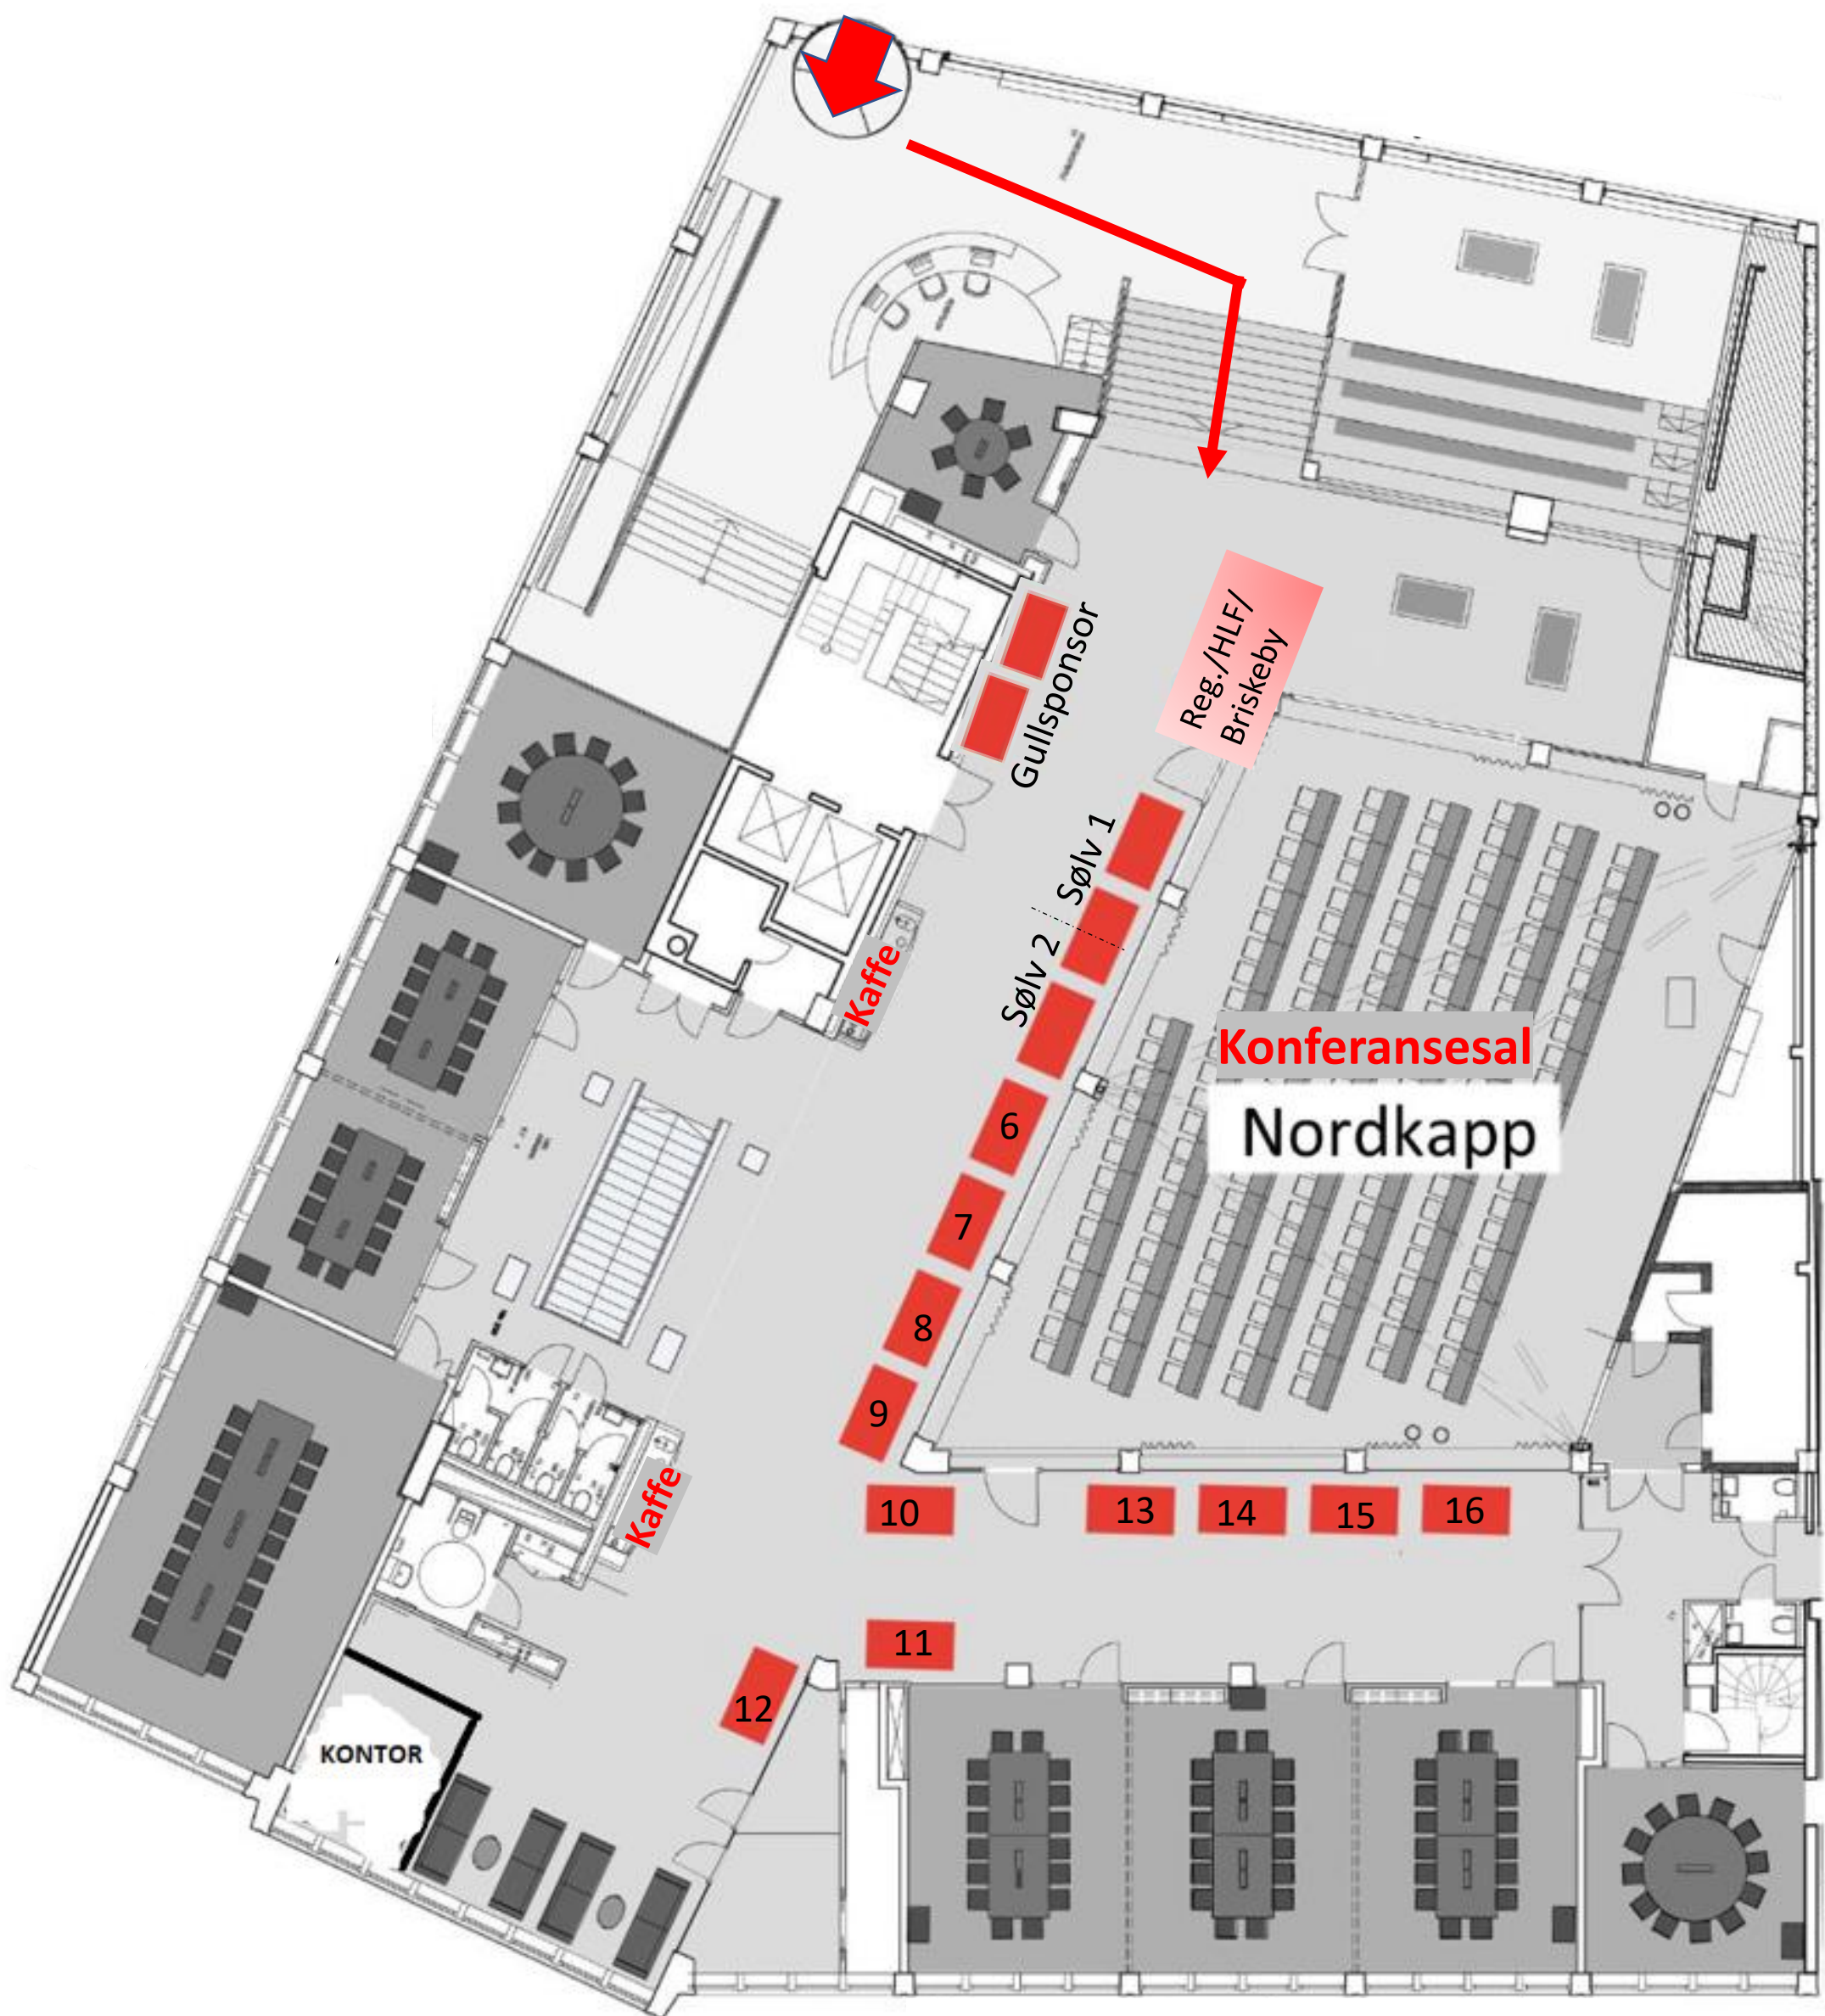 Reg./HLF/
Briskeby
Gullsponsor
Sølv 1
Sølv 2
Kaffe
Konferansesal
Nordkapp
6
7
8
9
Kaffe
10
13
14
15
16
11
12
KONTOR